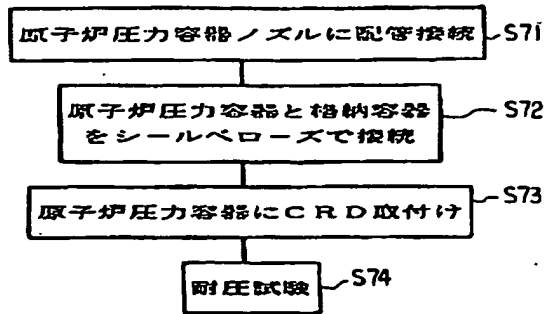 原子炉圧力容器ノズルに配管接続
S71
原子炉圧力容器と格納容器
をシールベローズで接続
S72
原子炉圧力容器にCRD取付け
S73
耐圧試験
S74